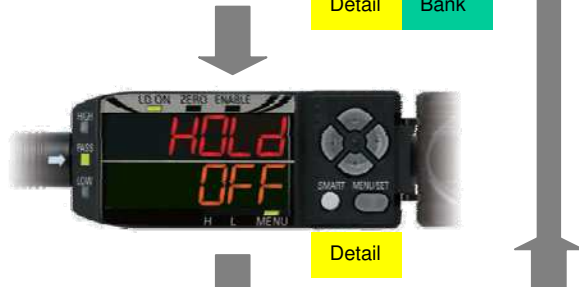 Detail Bank
LD ON ZERO ENABLE
HIGH
HOLd
PASS
OFF
LOW
SMART MENU/SET
H L MENU
Detail